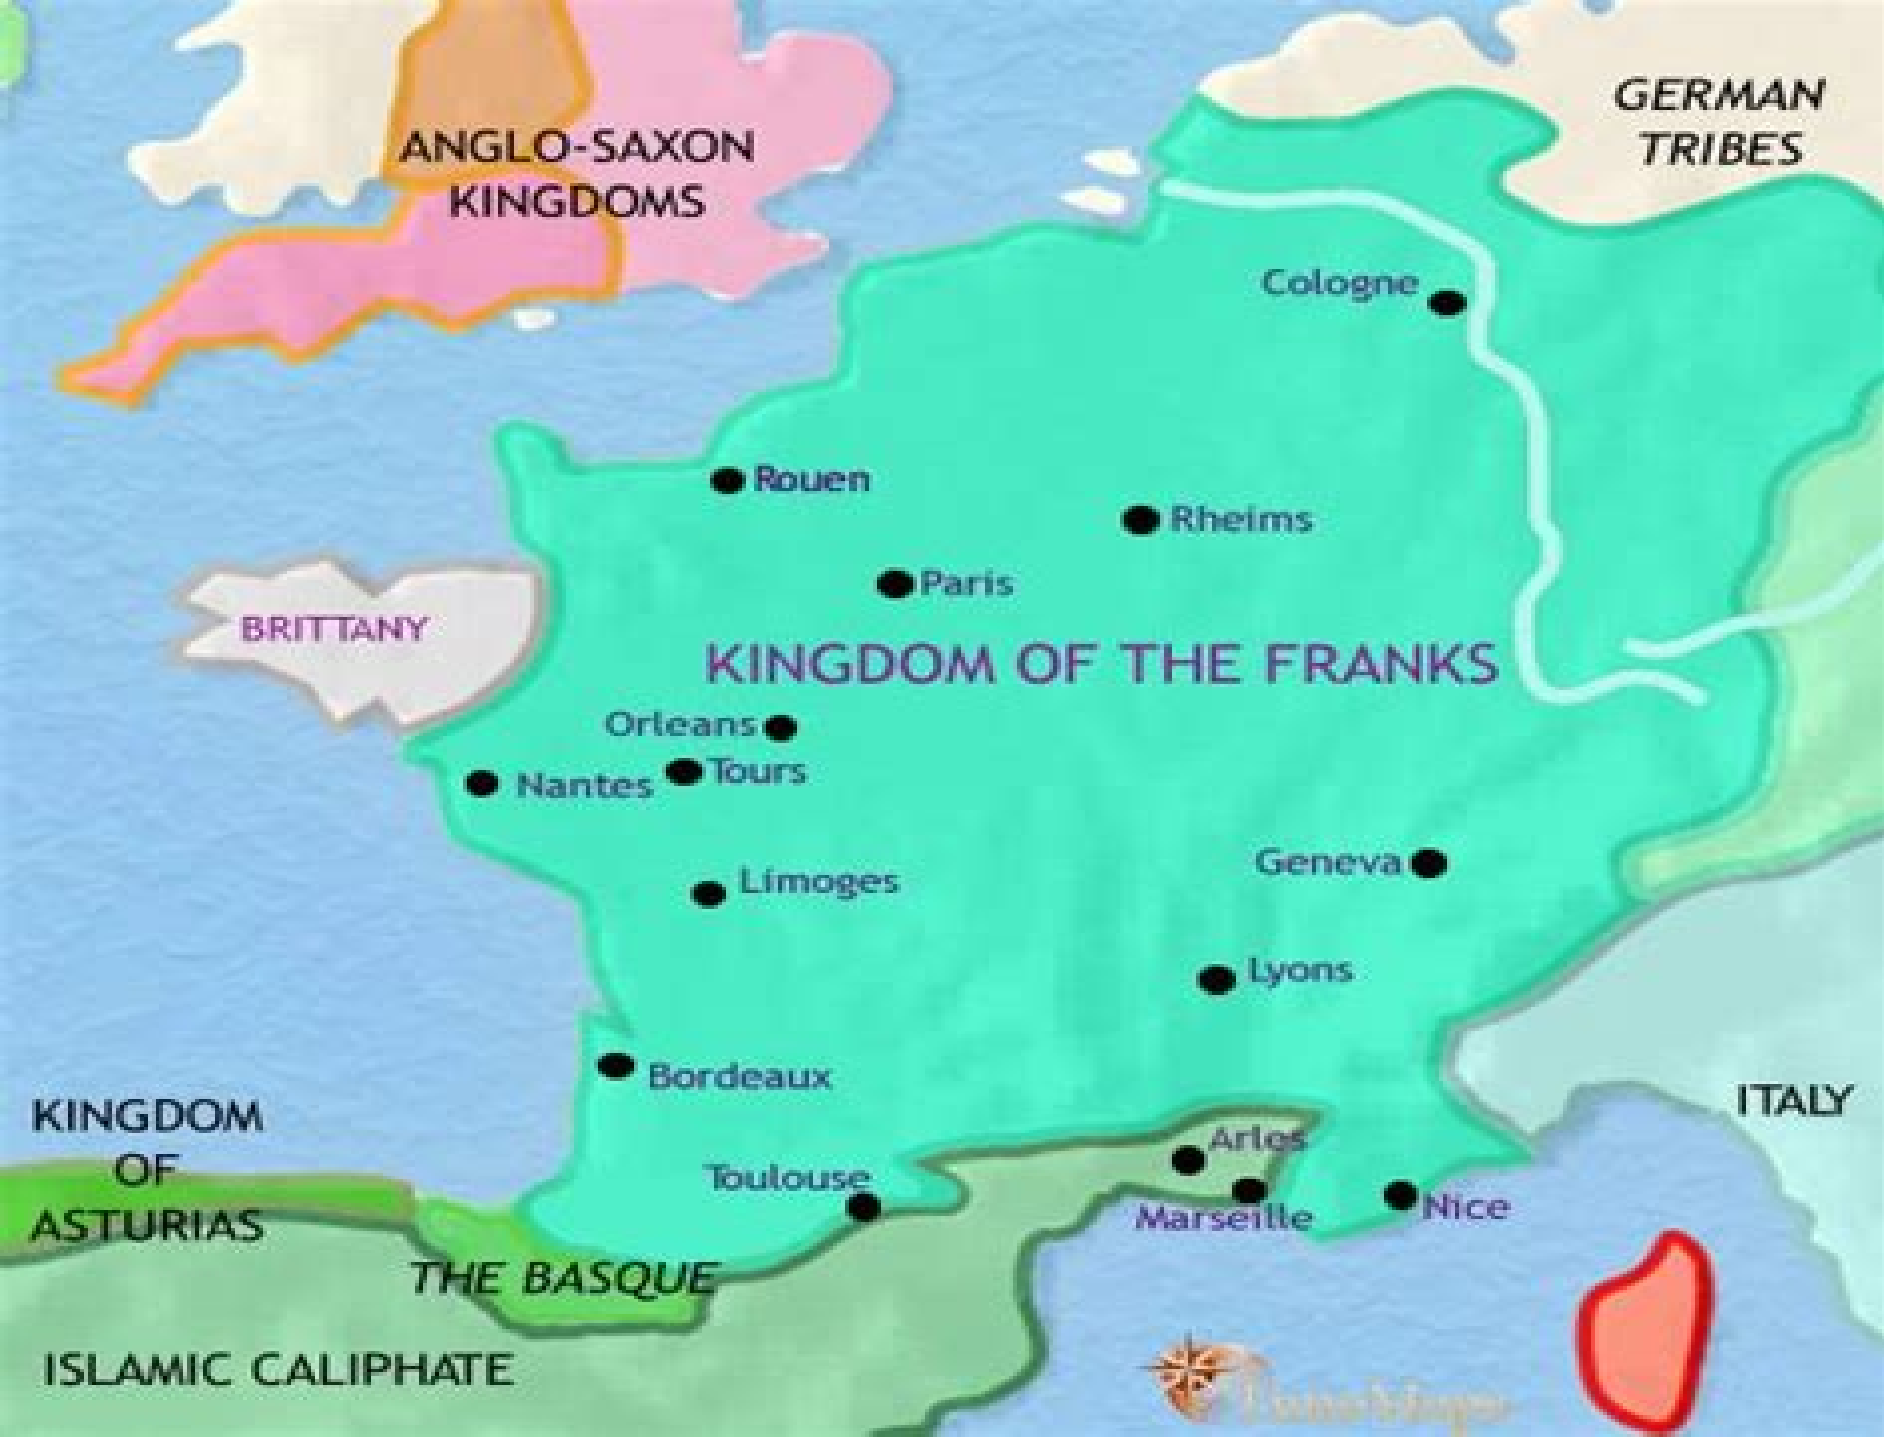 GERMAN
TRIBES
ANGLO-SAXON
KINGDOMS
Cologne
Rouen
Rheims
Paris
BRITTANY
KINGDOM OF THE FRANKS
Orleans
Tours
Nantes
Geneva
Limoges
Lyons
Bordeaux
KINGDOM
OF
ASTURIAS
ITALY
Arles
Toulouse
Marseille
Nice
THE BASQUE
ISLAMIC CALIPHATE
TimeMaps